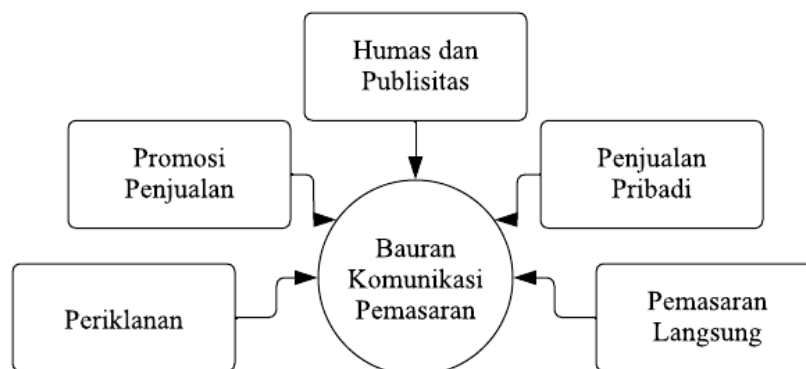 Humas dan
Publisitas
Promosi
Penjualan
Penjualan
Pribadi
Bauran
Komunikasi
Pemasaran
Periklanan
Pemasaran
Langsung